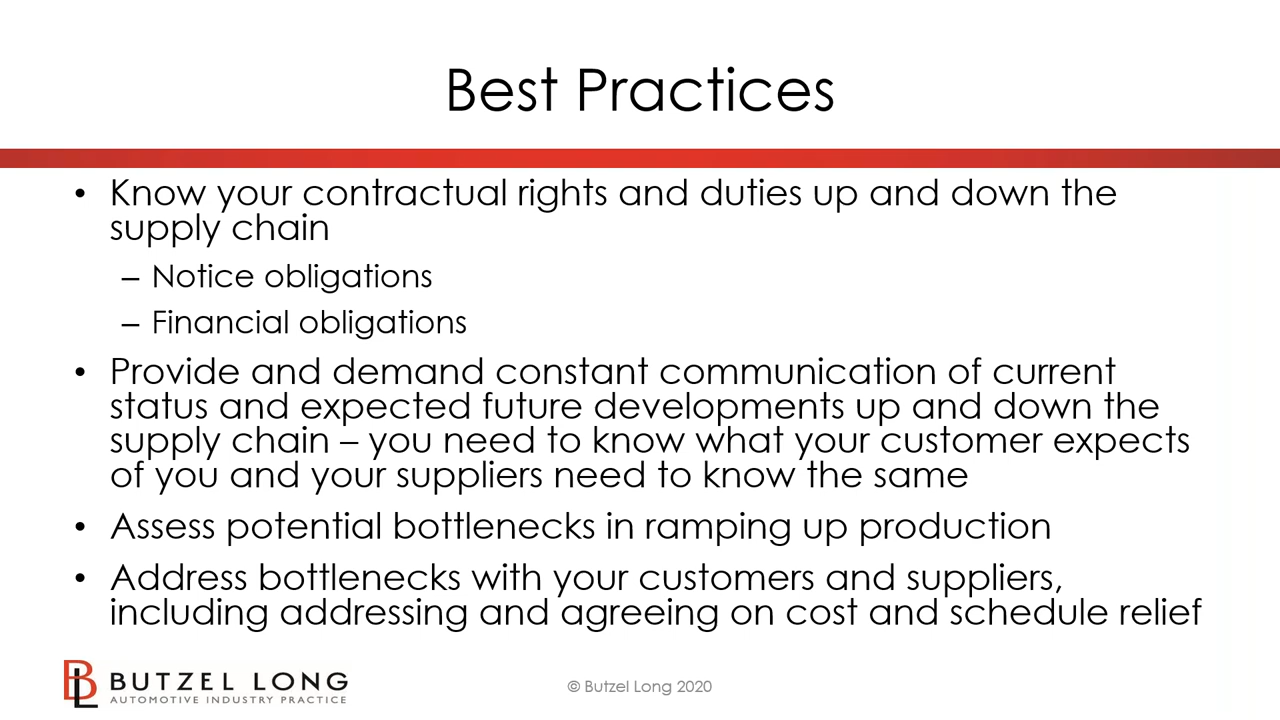 Best Practices
• Know your contractual rights and duties up and down the
supply chain
– Notice obligations
– Financial obligations
• Provide and demand constant communication of current
status and expected future developments up and down the
supply chain – you need to know what your customer expects
of you and your suppliers need to know the same
• Assess potential bottlenecks in ramping up production
• Address bottlenecks with your customers and suppliers,
including addressing and agreeing on cost and schedule relief
BL BUTZEL LONG
AUTOMOTIVE INDUSTRY PRACTICE
© Butzel Long 2020